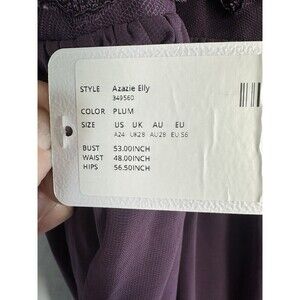 STYLE Azazie Elly
349560
COLOR PLUM
SIZE US UK AU EU
A24 UK28 AU28 EU56
BUST 53.00INCH
WAIST 48.00INCH
HIPS 56.50INCH